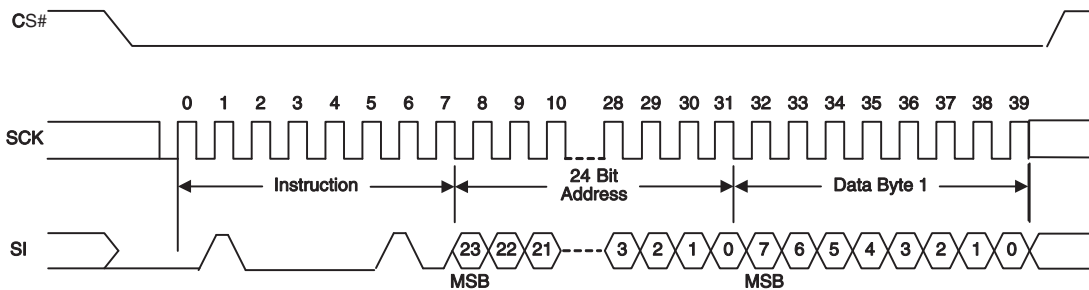 CS#
0 1 2 3 4 5 6 7 8 9 10 28 29 30 31 32 33 34 35 36 37 38 39
SCK
Instruction
24 Bit
Address
Data Byte 1
SI
23 22 21 3 2 1 0 7 6 5 4 3 2 1 0
MSB MSB